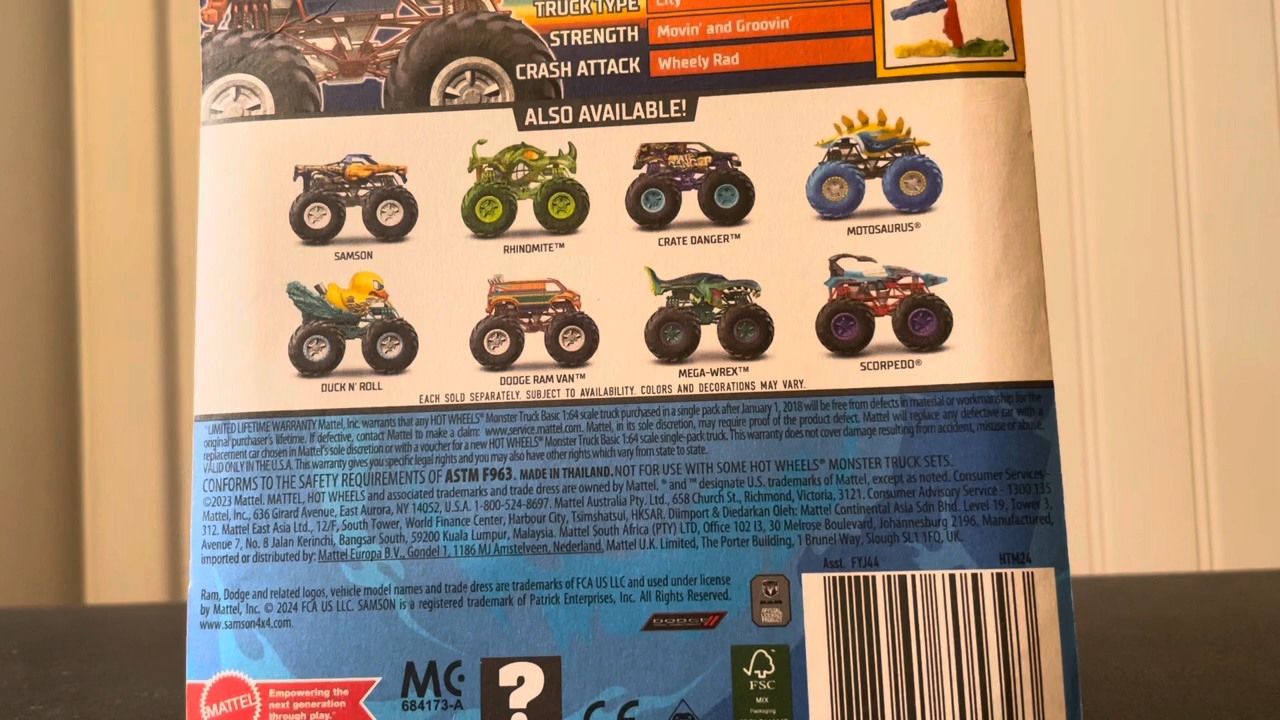 TRUCK TYPE City
STRENGTH Movin' and Groovin'
CRASH ATTACK Wheely Rad
ALSO AVAILABLE!
SAMSON RHINOMITE™ CRATE DANGER™ MOTOSAURUS®
DUCK N' ROLL DODGE RAM VAN™ MEGA-WREX™ SCORPEDO®
EACH SOLD SEPARATELY. SUBJECT TO AVAILABILITY. COLORS AND DECORATIONS MAY VARY.
*LIMITED LIFETIME WARRANTY Mattel, Inc. warrants that any HOT WHEELS® Monster Truck Basic 1:64 scale truck purchased in a single pack after January 1, 2018 will be free from defects in material or workmanship for the
original purchaser's lifetime. If defective, contact Mattel to make a claim: www.service.mattel.com. Mattel, in its sole discretion, may require proof of the product defect. Mattel will replace any defective car with a
replacement car chosen in Mattel's sole discretion or with a voucher for a new HOT WHEELS® Monster Truck Basic 1:64 scale single-pack truck. This warranty does not cover damage resulting from accident, misuse or abuse.
VALID ONLY IN THE U.S.A. This warranty gives you specific legal rights and you may also have other rights which vary from state to state.
CONFORMS TO THE SAFETY REQUIREMENTS OF ASTM F963. MADE IN THAILAND. NOT FOR USE WITH SOME HOT WHEELS® MONSTER TRUCK SETS.
©2023 Mattel. MATTEL, HOT WHEELS and associated trademarks and trade dress are owned by Mattel. ® and ™ designate U.S. trademarks of Mattel, except as noted. Consumer Services-
Mattel, Inc., 636 Girard Avenue, East Aurora, NY 14052, U.S.A. 1-800-524-8697. Mattel Australia Pty. Ltd., 658 Church St., Richmond, Victoria, 3121. Consumer Advisory Service - 1300 135
312. Mattel East Asia Ltd., 12/F, South Tower, World Finance Center, Harbour City, Tsimshatsui, HKSAR. Diimport & Diedarkan Oleh: Mattel Continental Asia Sdn Bhd. Level 19, Tower 3,
Avenue 7, No. 8 Jalan Kerinchi, Bangsar South, 59200 Kuala Lumpur, Malaysia. Mattel South Africa (PTY) LTD, Office 102 I3, 30 Melrose Boulevard, Johannesburg 2196. Manufactured,
imported or distributed by: Mattel Europa B.V., Gondel 1, 1186 MJ Amstelveen, Nederland. Mattel U.K. Limited, The Porter Building, 1 Brunel Way, Slough SL1 1FQ, UK.
Asst. FYJ44 HTM24
Ram, Dodge and related logos, vehicle model names and trade dress are trademarks of FCA US LLC and used under license
by Mattel, Inc. © 2024 FCA US LLC. SAMSON is a registered trademark of Patrick Enterprises, Inc. All Rights Reserved.
www.samson4x4.com.
DODGE
RAM
MATTEL
Empowering the
next generation
through play.™
MC
684173-A
?
CE
FSC
MIX
Packaging